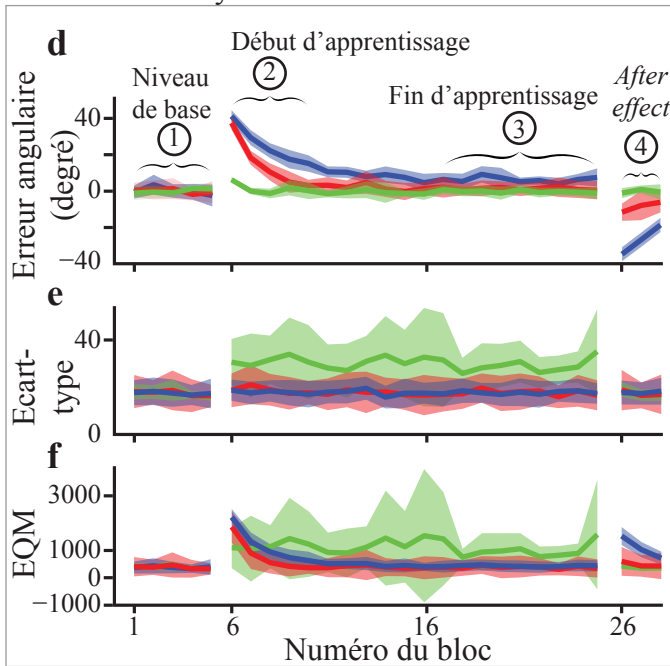 d
Début d'apprentissage
2
Niveau
de base
1
Fin d'apprentissage
3
After
effect
4
Erreur angulaire
(degré)
40
0
−40
e
Ecart-
type
40
0
f
EQM
3000
1000
0
−1000
1
6
16
26
Numéro du bloc